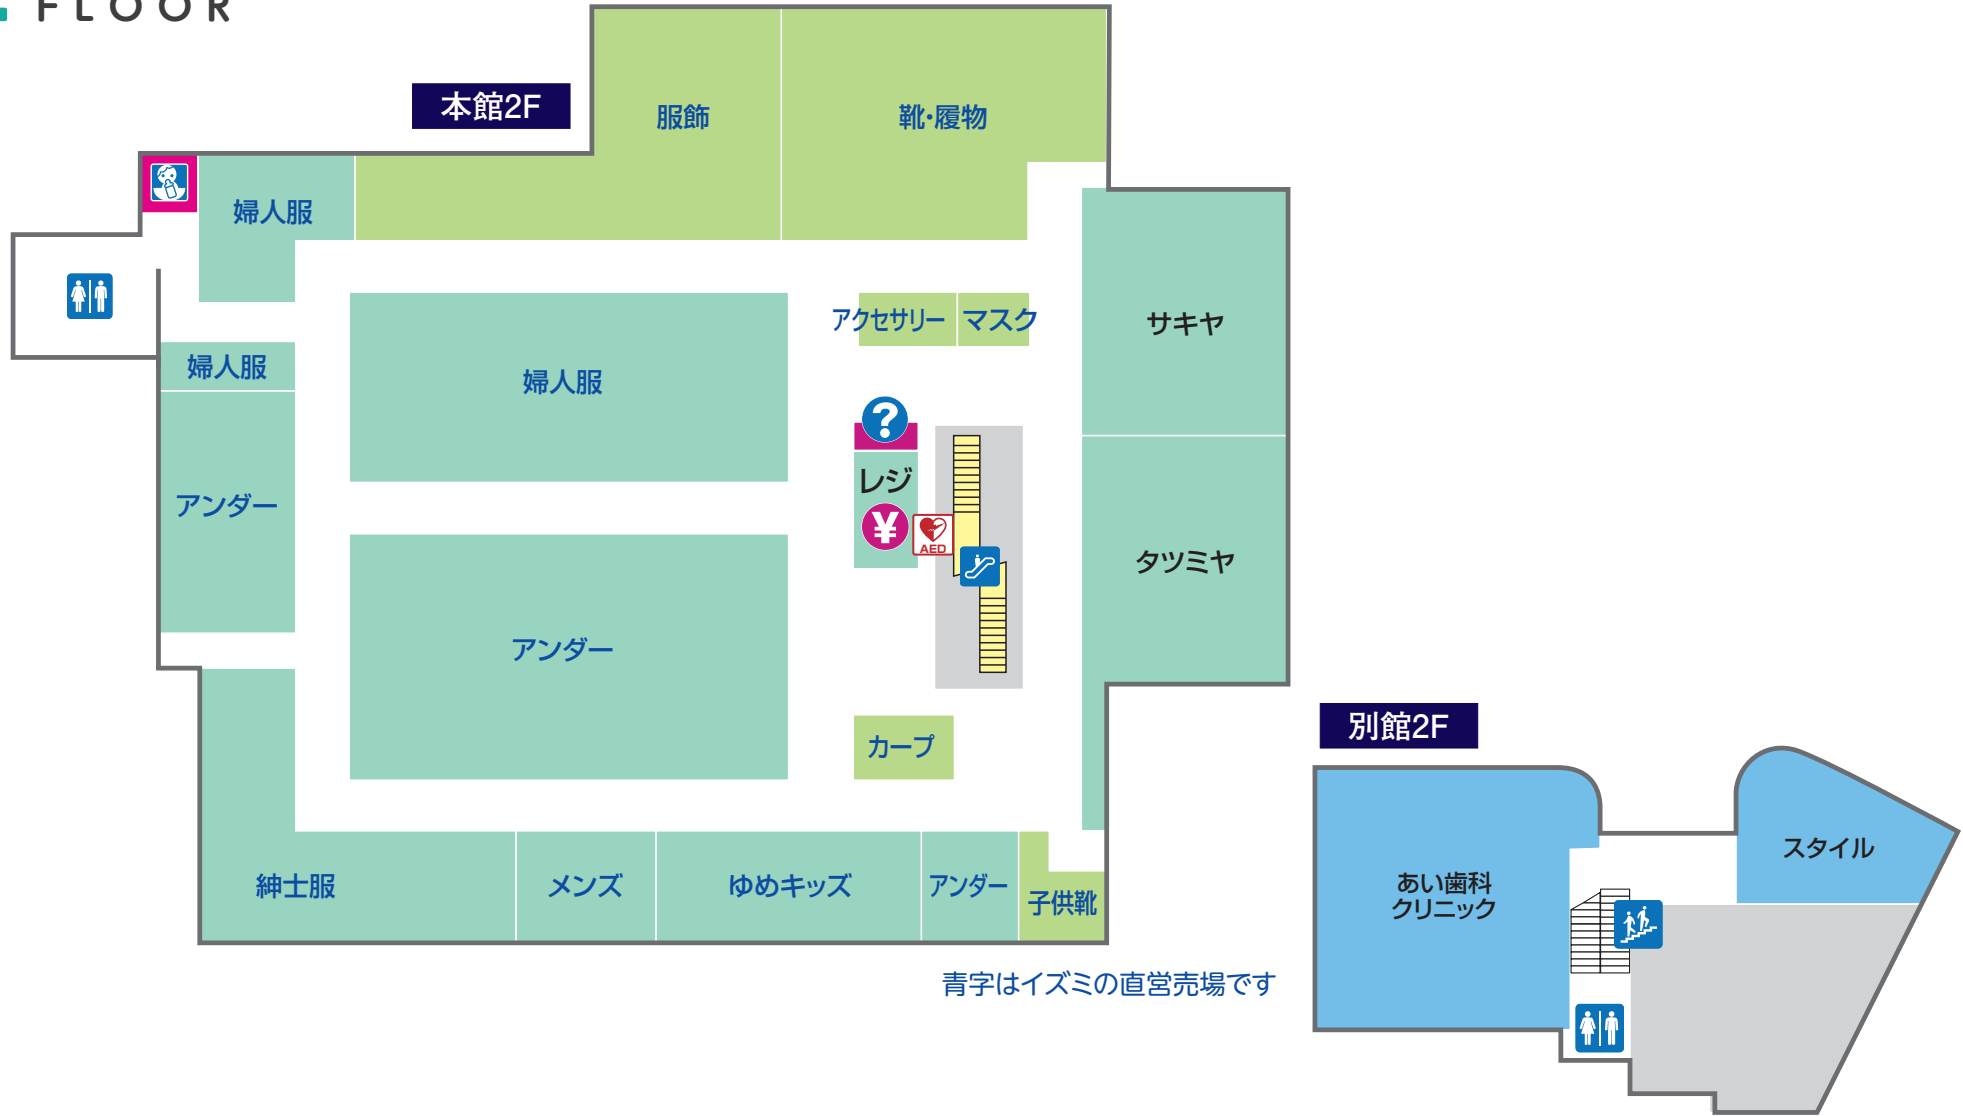 FLOOR
本館2F
服飾
靴・履物
婦人服
アクセサリー
マスク
サキヤ
婦人服
婦人服
?
レジ
¥
AED
アンダー
タツミヤ
アンダー
カープ
別館2F
紳士服
メンズ
ゆめキッズ
アンダー
子供靴
スタイル
あい歯科
クリニック
青字はイズミの直営売場です